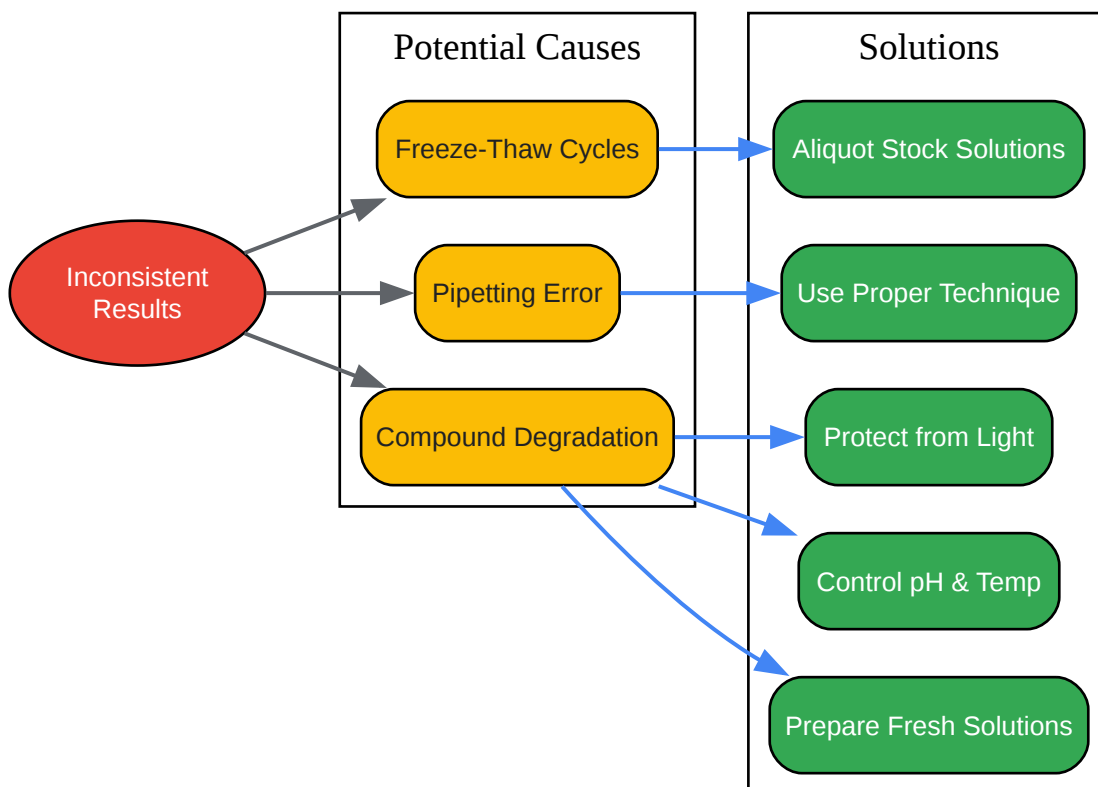 Potential Causes
Solutions
Freeze-Thaw Cycles
Aliquot Stock Solutions
Inconsistent
Results
Pipetting Error
Use Proper Technique
Compound Degradation
Protect from Light
Control pH & Temp
Prepare Fresh Solutions